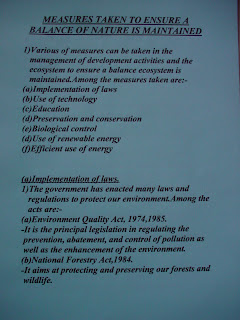 MEASURES TAKEN TO ENSURE A
BALANCE OF NATURE IS MAINTAINED
1)Various of measures can be taken in the
management of development activities and the
ecosystem to ensure a balance ecosystem is
maintained.Among the measures taken are:-
(a)Implementation of laws
(b)Use of technology
(c)Education
(d)Preservation and conservation
(e)Biological control
(d)Use of renewable energy
(f)Efficient use of energy
(a)Implementation of laws.
1)The government has enacted many laws and
regulations to protect our environment.Among the
acts are:-
(a)Environment Quality Act, 1974,1985.
-It is the principal legislation in regulating the
prevention, abatement, and control of pollution as
well as the enhancement of the environment.
(b)National Forestry Act,1984.
-It aims at protecting and preserving our forests and
wildlife.